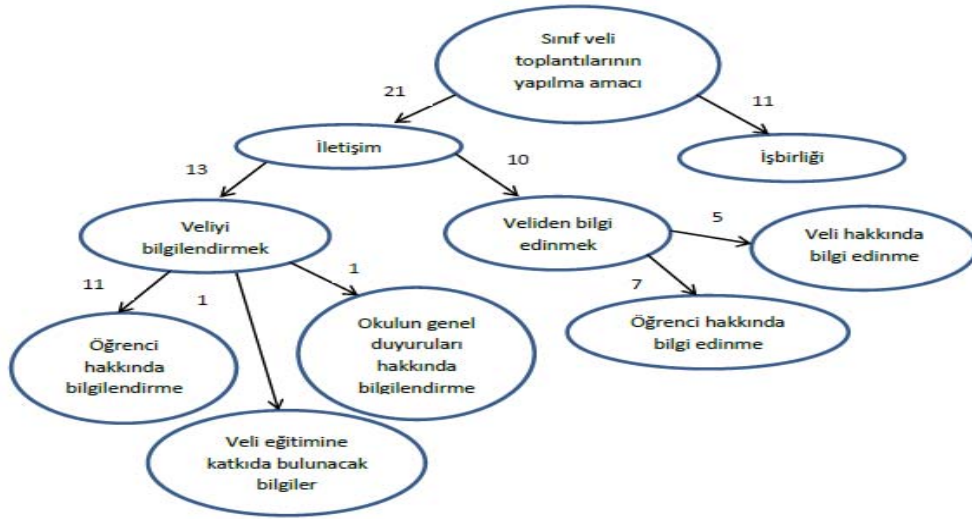 Sınıf veli
toplantılarının
yapılma amacı
21
11
İletişim
İşbirliği
13
10
Veliyi
bilgilendirmek
Veliden bilgi
edinmek
5
Veli hakkında
bilgi edinme
11
1
1
7
Öğrenci
hakkında
bilgilendirme
Okulun genel
duyuruları
hakkında
bilgilendirme
Öğrenci hakkında
bilgi edinme
Veli eğitimine
katkıda bulunacak
bilgiler